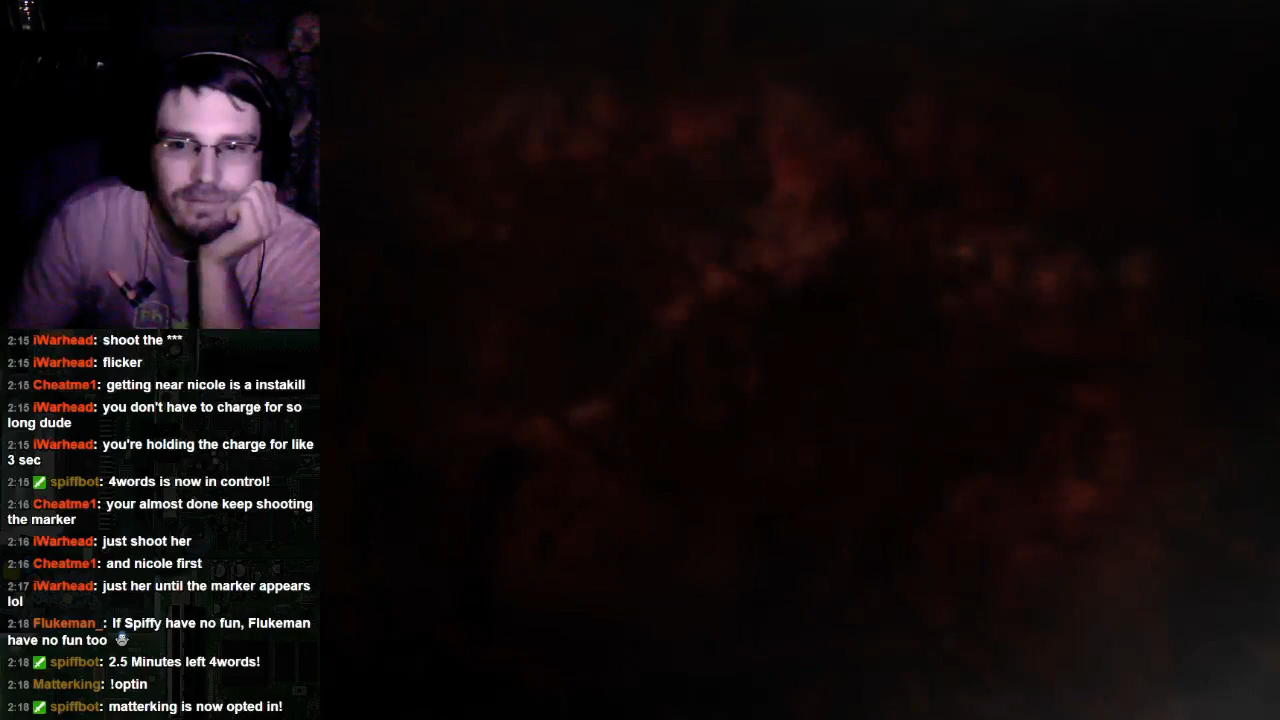 2:15 iWarhead: shoot the ***
2:15 iWarhead: flicker
2:15 Cheatme1: getting near nicole is a instakill
2:15 iWarhead: you don't have to charge for so
long dude
2:15 iWarhead: you're holding the charge for like
3 sec
2:15 spiffbot: 4words is now in control!
2:16 Cheatme1: your almost done keep shooting
the marker
2:16 iWarhead: just shoot her
2:16 Cheatme1: and nicole first
2:17 iWarhead: just her until the marker appears
lol
2:18 Flukeman_: If Spiffy have no fun, Flukeman
have no fun too
2:18 spiffbot: 2.5 Minutes left 4words!
2:18 Matterking: !optin
2:18 spiffbot: matterking is now opted in!